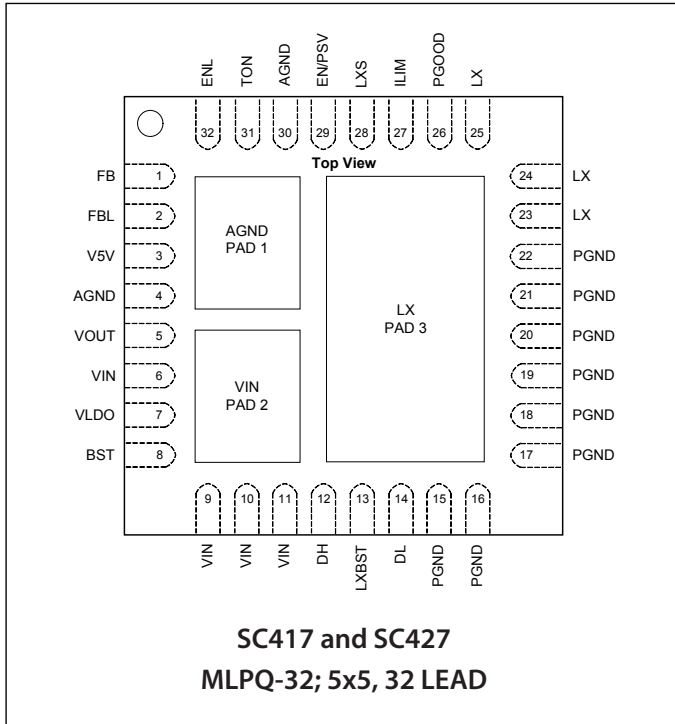 ENL
TON
AGND
EN/PSV
LXS
ILIM
PGOOD
LX
32
31
30
29
28
27
26
25
Top View
FB 1
FBL 2
V5V 3
AGND 4
VOUT 5
VIN 6
VLDO 7
BST 8
AGND
PAD 1
VIN
PAD 2
LX
PAD 3
24 LX
23 LX
22 PGND
21 PGND
20 PGND
19 PGND
18 PGND
17 PGND
9
10
11
12
13
14
15
16
VIN
VIN
VIN
DH
LXBST
DL
PGND
PGND
SC417 and SC427
MLPQ-32; 5x5, 32 LEAD